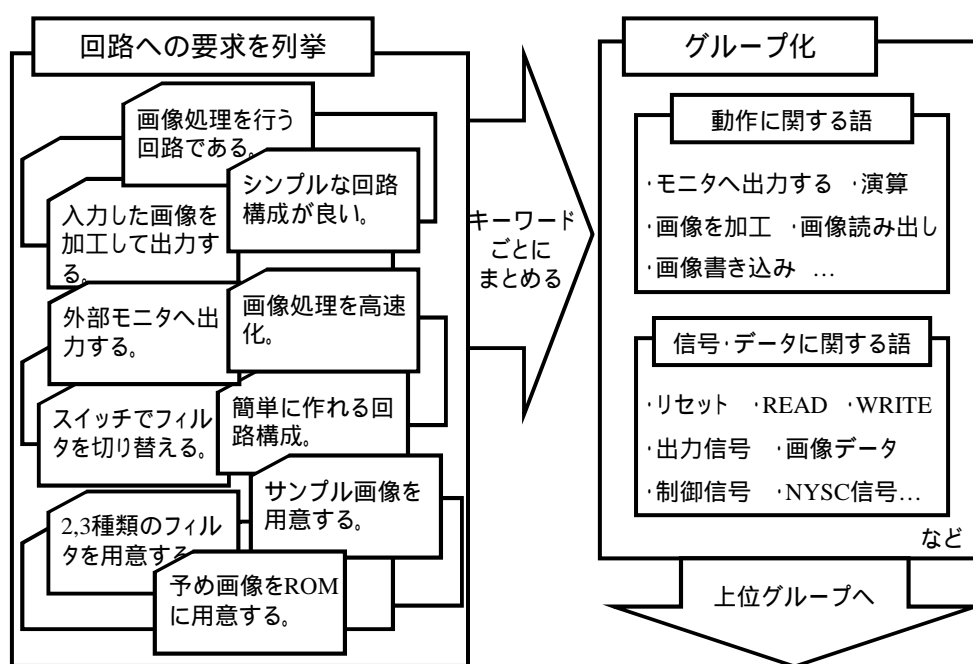 回路への要求を列挙
画像処理を行う
回路である。
シンプルな回路
構成が良い。
入力した画像を
加工して出力す
る。
外部モニタへ出
力する。
画像処理を高速
化。
スイッチでフィル
タを切り替える。
簡単に作れる回
路構成。
サンプル画像を
用意する。
2,3種類のフィル
タを用意する
予め画像をROM
に用意する。
キーワード
ごとに
まとめる
グループ化
動作に関する語
・モニタへ出力する ・演算
・画像を加工 ・画像読み出し
・画像書き込み …
信号・データに関する語
・リセット ・READ ・WRITE
・出力信号 ・画像データ
・制御信号 ・NYSC信号…
など
上位グループへ